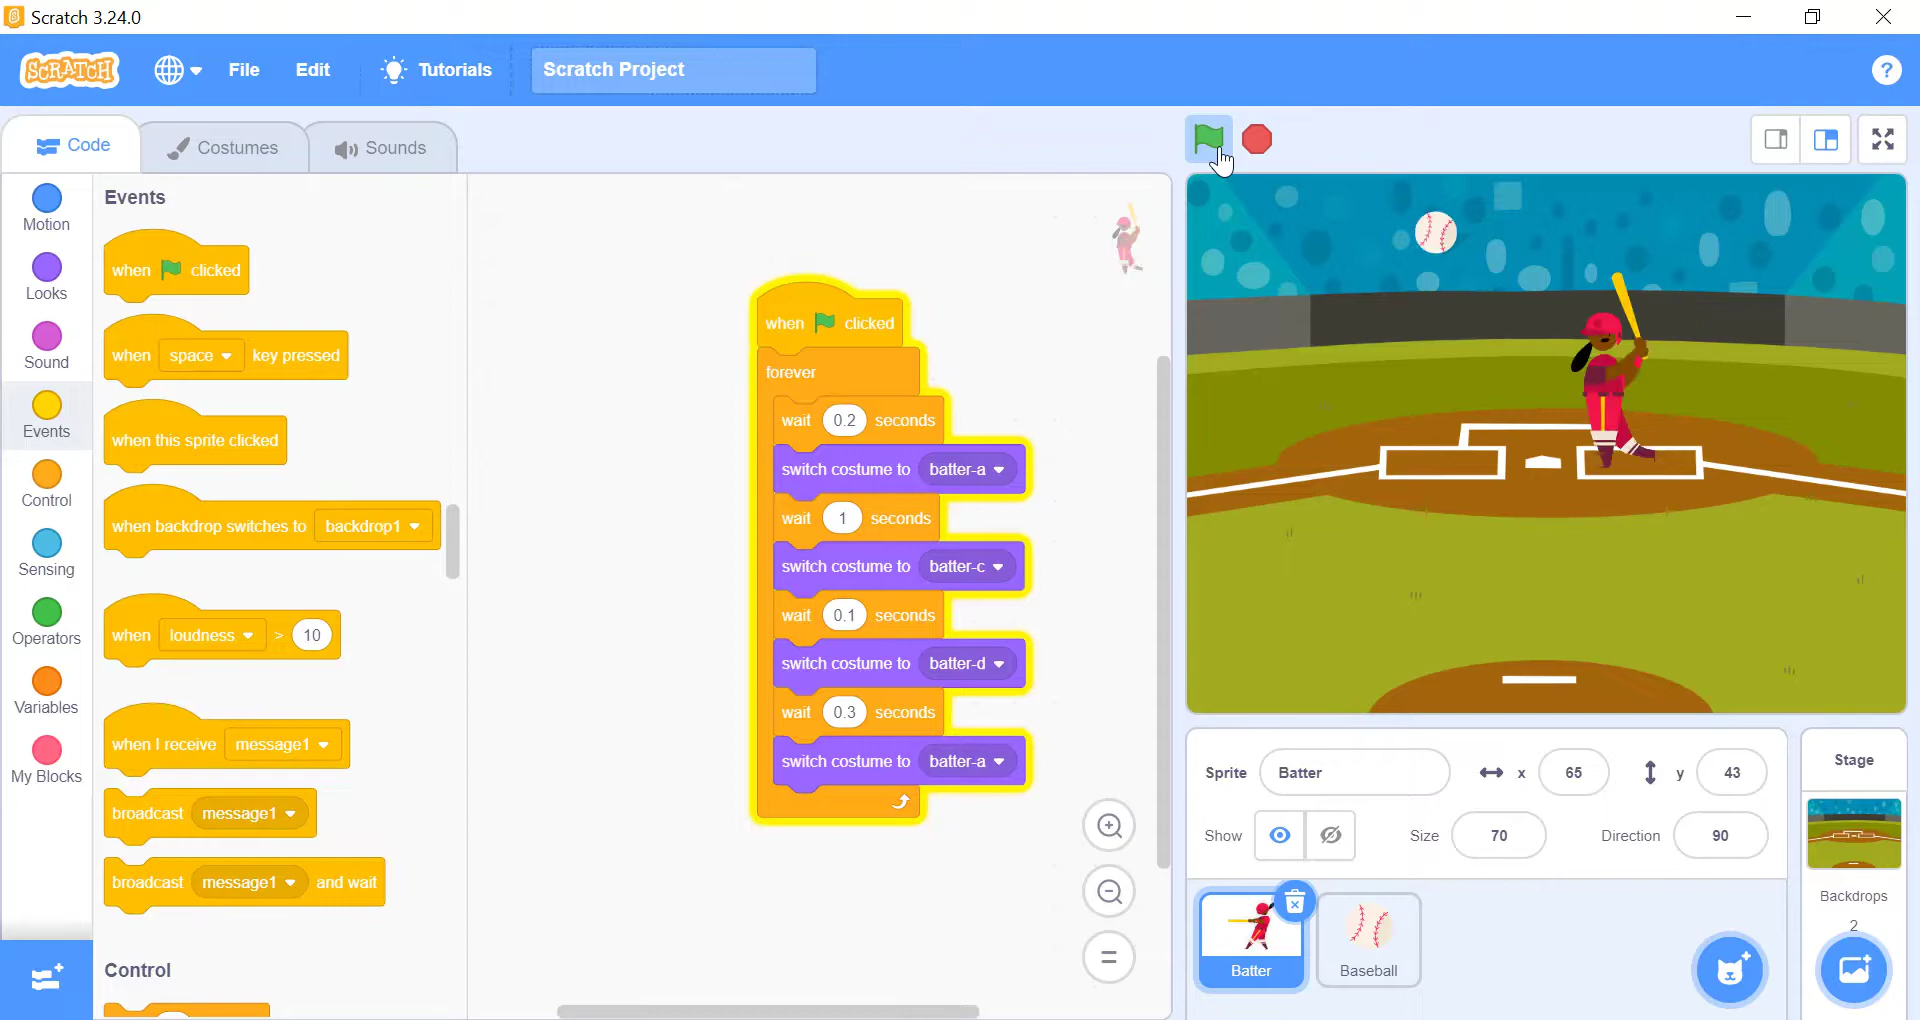 Scratch 3.24.0
SCRATCH
File
Edit
Tutorials
Scratch Project
?
Code
Costumes
Sounds
Motion
Looks
Sound
Events
Control
Sensing
Operators
Variables
My Blocks
Events
when clicked
when space key pressed
when this sprite clicked
when backdrop switches to backdrop1
when loudness > 10
when I receive message1
broadcast message1
broadcast message1 and wait
Control
when clicked
forever
wait 0.2 seconds
switch costume to batter-a
wait 1 seconds
switch costume to batter-c
wait 0.1 seconds
switch costume to batter-d
wait 0.3 seconds
switch costume to batter-a
Sprite Batter x 65 y 43
Show Size 70 Direction 90
Batter
Baseball
Stage
Backdrops
2